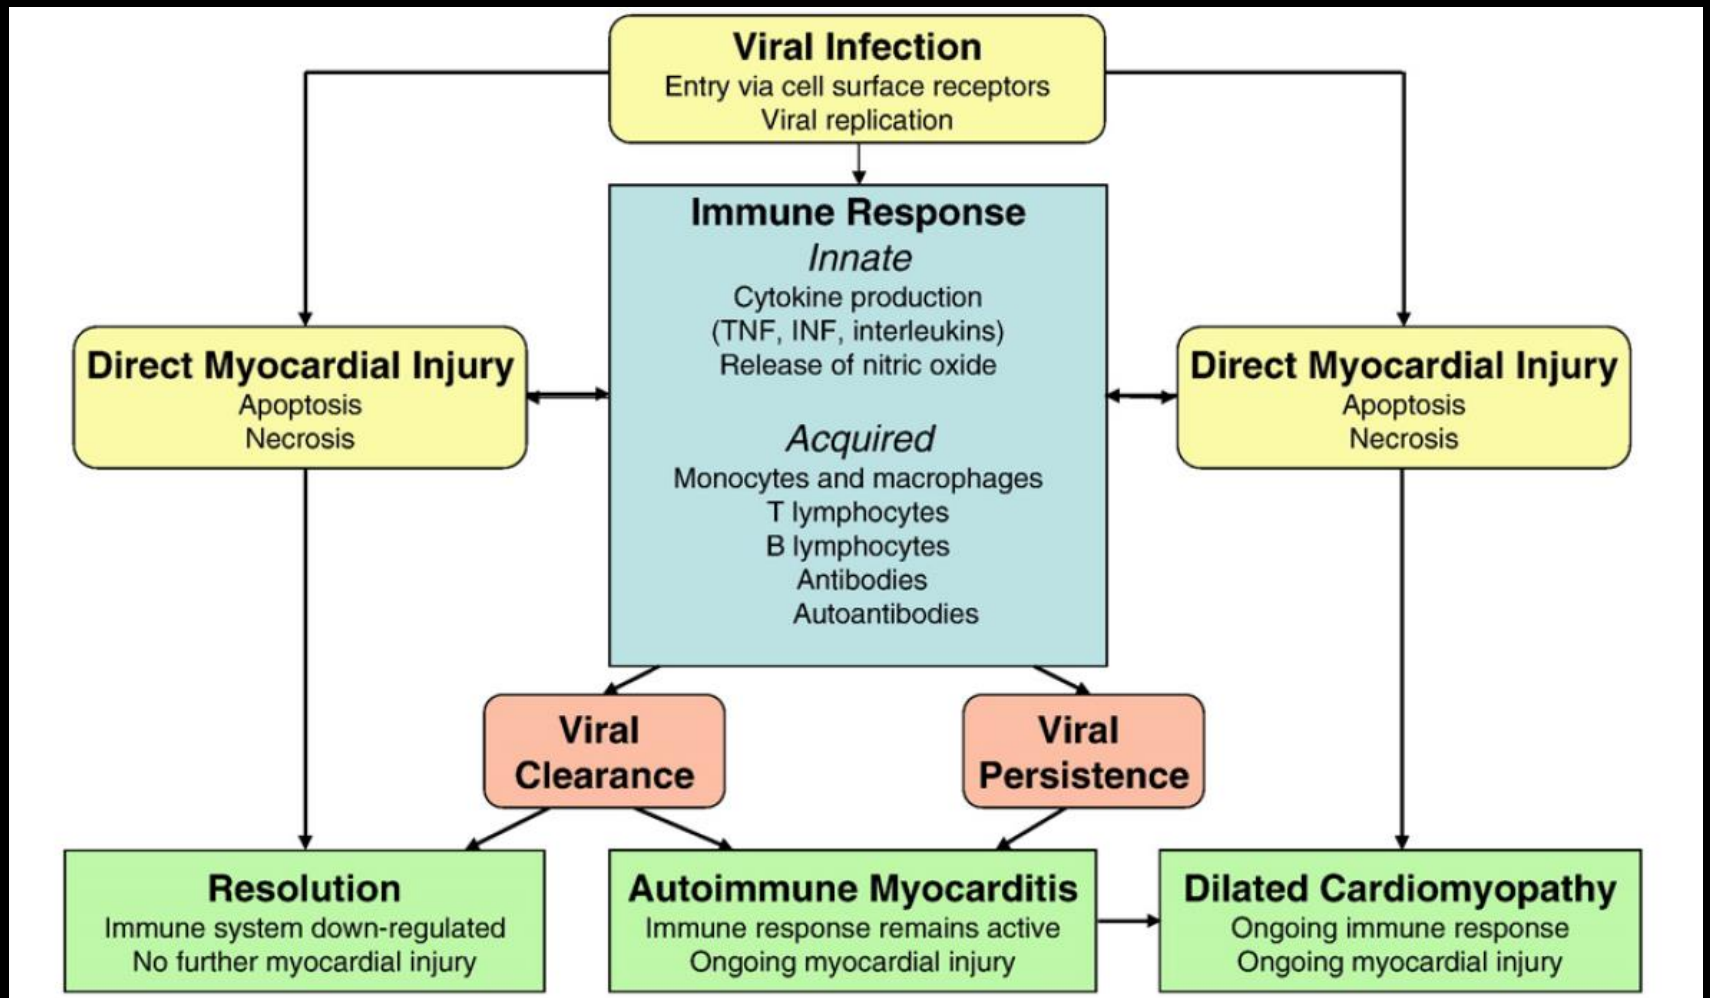 Viral Infection
Entry via cell surface receptors
Viral replication
Immune Response
Innate
Cytokine production
(TNF, INF, interleukins)
Release of nitric oxide
Acquired
Monocytes and macrophages
T lymphocytes
B lymphocytes
Antibodies
Autoantibodies
Direct Myocardial Injury
Apoptosis
Necrosis
Direct Myocardial Injury
Apoptosis
Necrosis
Viral
Clearance
Viral
Persistence
Resolution
Immune system down-regulated
No further myocardial injury
Autoimmune Myocarditis
Immune response remains active
Ongoing myocardial injury
Dilated Cardiomyopathy
Ongoing immune response
Ongoing myocardial injury